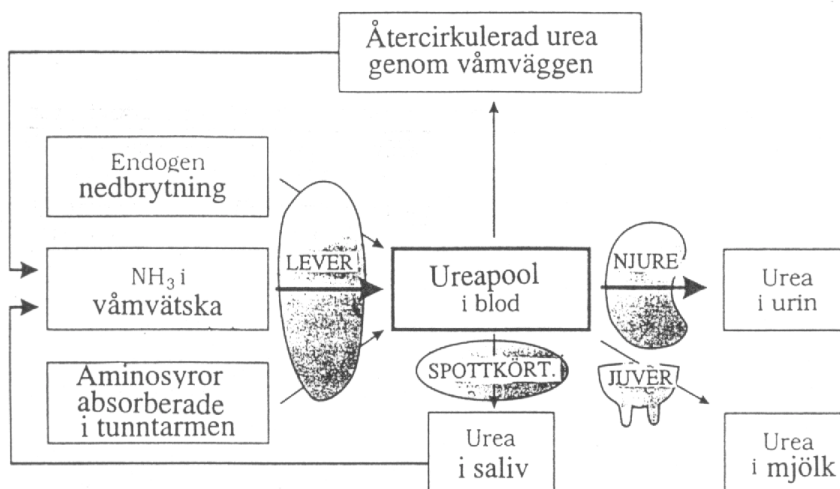 Återcirkulerad urea
genom våmväggen
Endogen
nedbrytning
LEVER
NH₃ i
våmvätska
Ureapool
i blod
NJURE
Urea
i urin
Aminosyror
absorberade
i tunntarmen
SPOTTKÖRT.
JUVER
Urea
i saliv
Urea
i mjölk